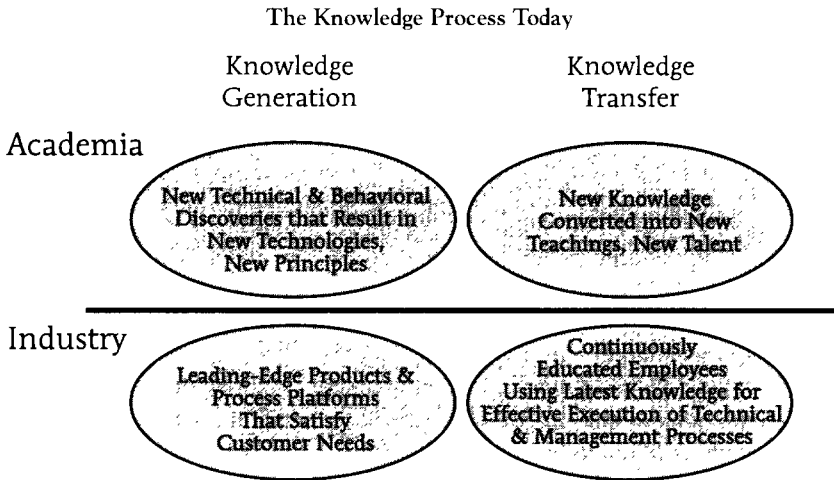 The Knowledge Process Today
Knowledge
Generation
Knowledge
Transfer
Academia
New Technical & Behavioral
Discoveries that Result in
New Technologies,
New Principles
New Knowledge
Converted into New
Teachings, New Talent
Industry
Leading-Edge Products &
Process Platforms
That Satisfy
Customer Needs
Continuously
Educated Employees
Using Latest Knowledge for
Effective Execution of Technical
& Management Processes